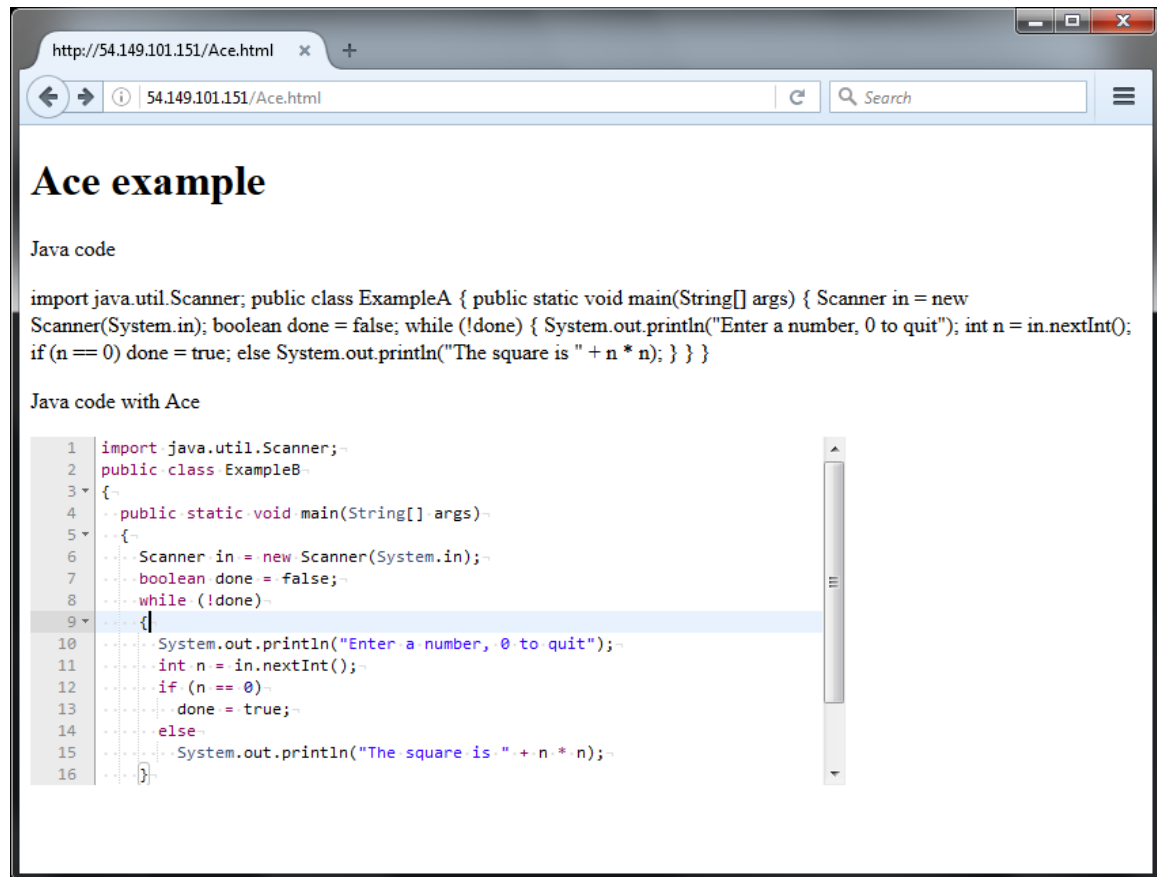 http://54.149.101.151/Ace.html
54.149.101.151/Ace.html
Search
Ace example
Java code
import java.util.Scanner; public class ExampleA { public static void main(String[] args) { Scanner in = new
Scanner(System.in); boolean done = false; while (!done) { System.out.println("Enter a number, 0 to quit"); int n = in.nextInt();
if (n == 0) done = true; else System.out.println("The square is " + n * n); } } }
Java code with Ace
1 import java.util.Scanner;
2 public class ExampleB
3 {
4   public static void main(String[] args)
5   {
6     Scanner in = new Scanner(System.in);
7     boolean done = false;
8     while (!done)
9     {
10       System.out.println("Enter a number, 0 to quit");
11       int n = in.nextInt();
12       if (n == 0)
13         done = true;
14       else
15         System.out.println("The square is " + n * n);
16     }